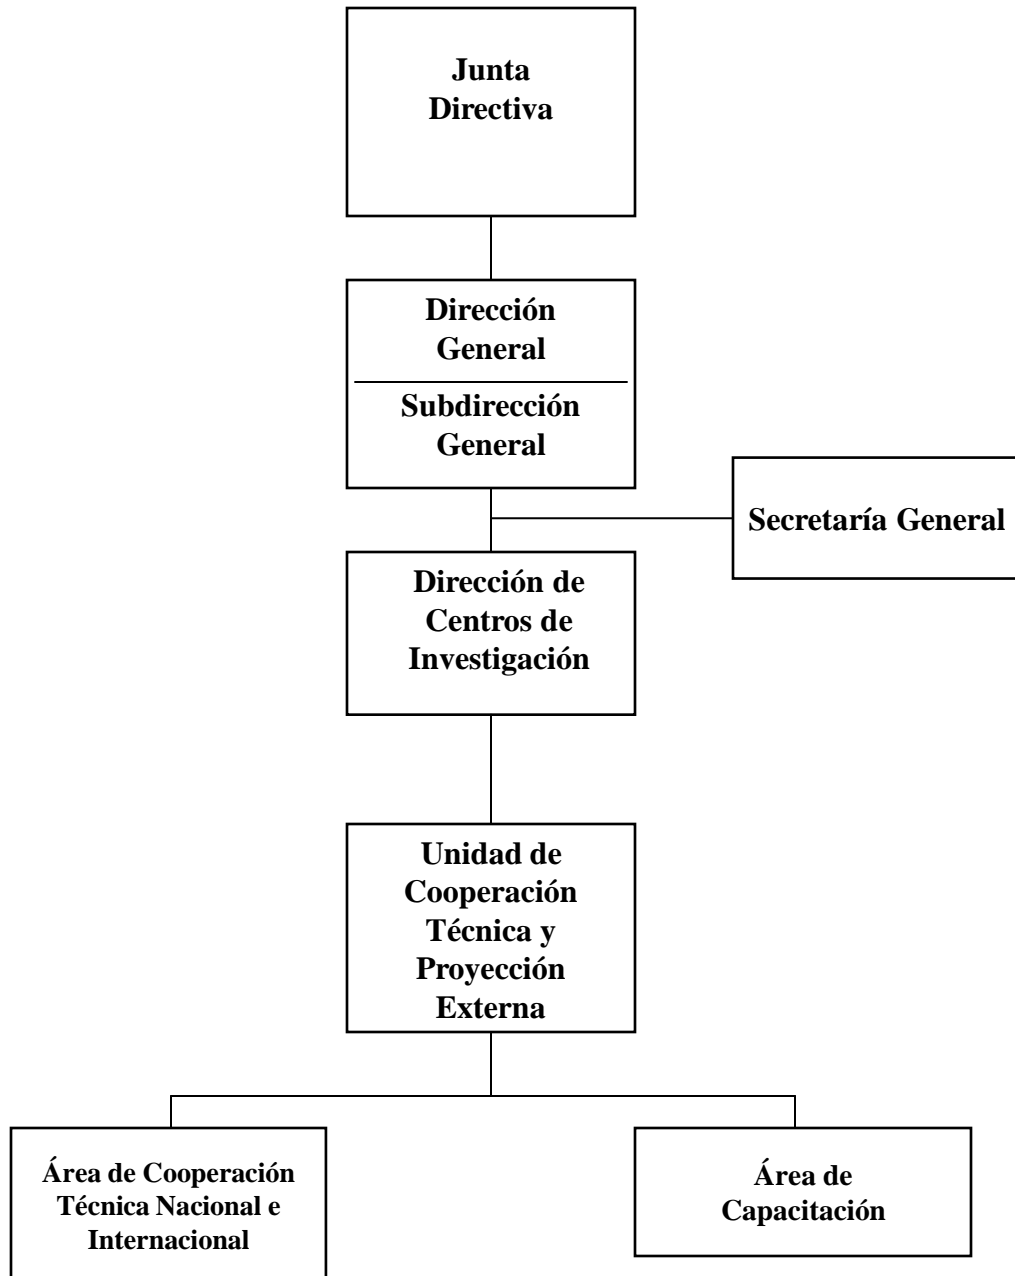 Junta
Directiva
Dirección
General
Subdirección
General
Secretaría General
Dirección de
Centros de
Investigación
Unidad de
Cooperación
Técnica y
Proyección
Externa
Área de Cooperación
Técnica Nacional e
Internacional
Área de
Capacitación